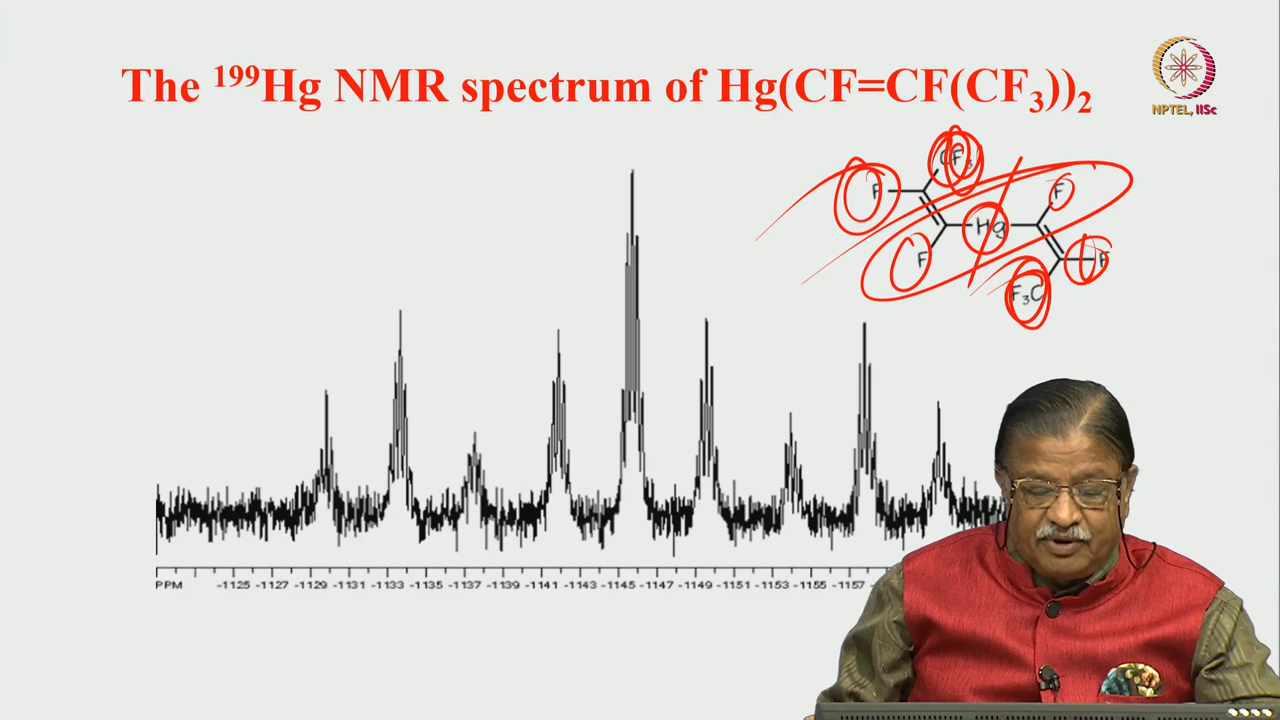 The ¹⁹⁹Hg NMR spectrum of Hg(CF=CF(CF₃))₂
NPTEL, IISc
CF₃
F
F
Hg
F
F
F₃C
PPM -1125 -1127 -1129 -1131 -1133 -1135 -1137 -1139 -1141 -1143 -1145 -1147 -1149 -1151 -1153 -1155 -1157